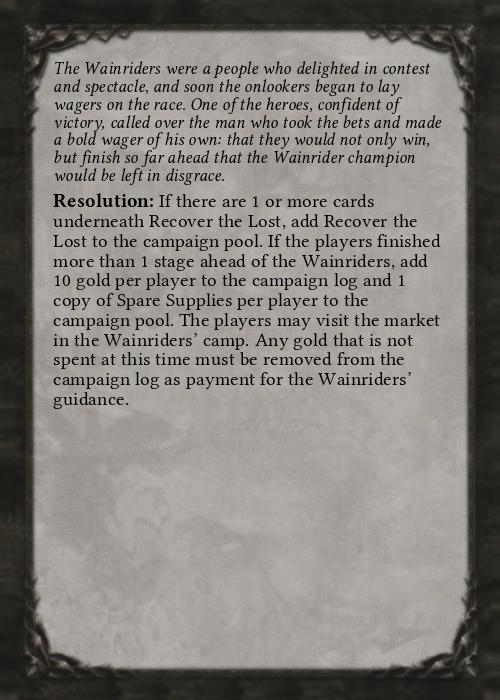 The Wainriders were a people who delighted in contest
and spectacle, and soon the onlookers began to lay
wagers on the race. One of the heroes, confident of
victory, called over the man who took the bets and made
a bold wager of his own: that they would not only win,
but finish so far ahead that the Wainrider champion
would be left in disgrace.
Resolution: If there are 1 or more cards
underneath Recover the Lost, add Recover the
Lost to the campaign pool. If the players finished
more than 1 stage ahead of the Wainriders, add
10 gold per player to the campaign log and 1
copy of Spare Supplies per player to the
campaign pool. The players may visit the market
in the Wainriders’ camp. Any gold that is not
spent at this time must be removed from the
campaign log as payment for the Wainriders’
guidance.